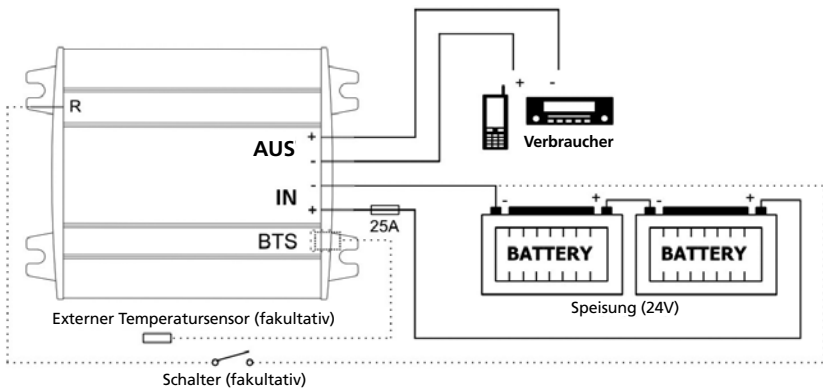 R
+ -
Verbraucher
AUS
+
-
IN
-
+
25A
BTS
- + - +
BATTERY BATTERY
Speisung (24V)
Externer Temperatursensor (fakultativ)
Schalter (fakultativ)